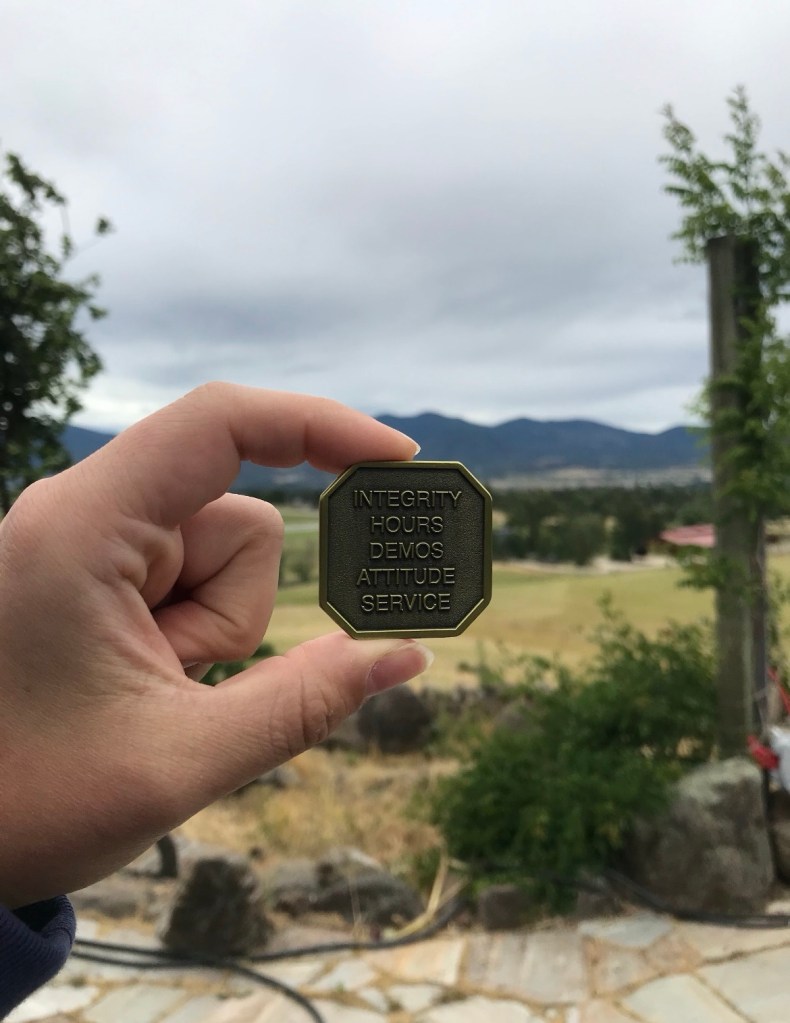 INTEGRITY
HOURS
DEMOS
ATTITUDE
SERVICE